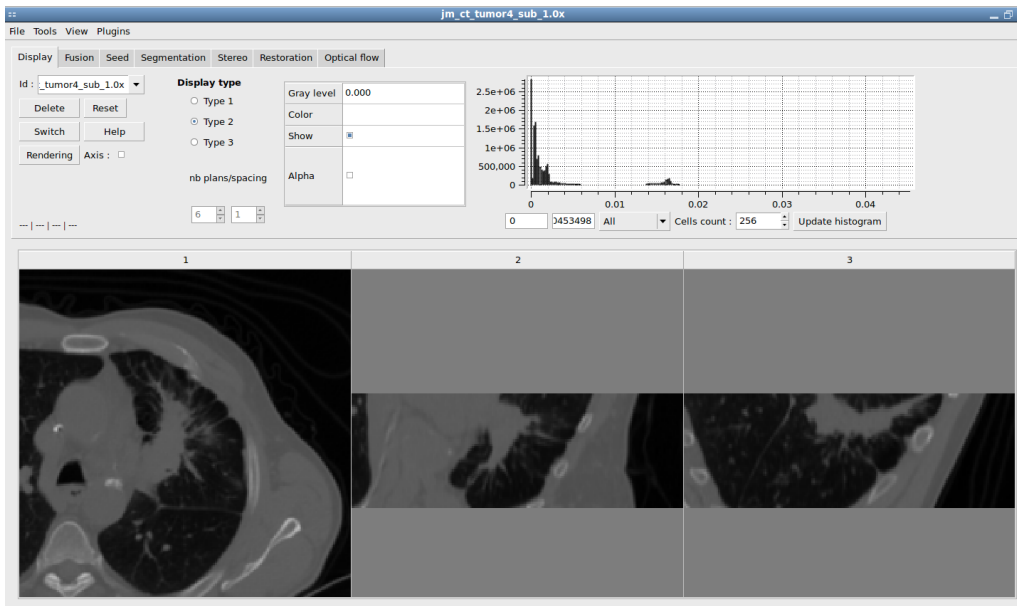 jm_ct_tumor4_sub_1.0x
File Tools View Plugins
Display Fusion Seed Segmentation Stereo Restoration Optical flow
Id : :_tumor4_sub_1.0x
Delete Reset
Switch Help
Rendering Axis :
--- | --- | --- | ---
Display type
Type 1
Type 2
Type 3
nb plans/spacing
6 1
Gray level 0.000
Color
Show
Alpha
2.5e+06
2e+06
1.5e+06
1e+06
500,000
0
0 0.01 0.02 0.03 0.04
0 0453498 All Cells count : 256 Update histogram
1 2 3